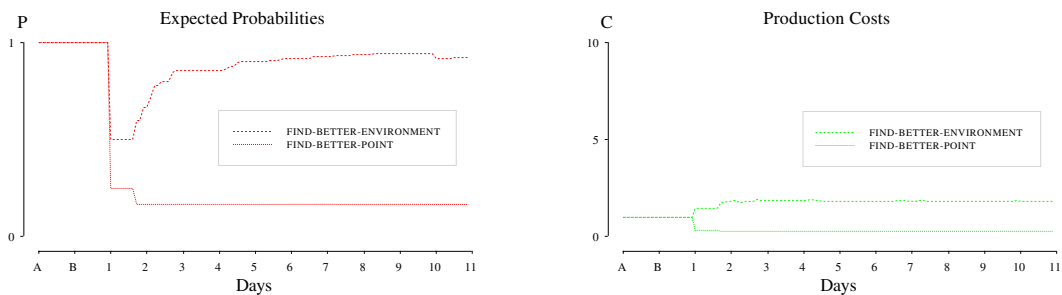 P
Expected Probabilities
1
FIND-BETTER-ENVIRONMENT
FIND-BETTER-POINT
0
A B 1 2 3 4 5 6 7 8 9 10 11
Days
C
Production Costs
10
5
FIND-BETTER-ENVIRONMENT
FIND-BETTER-POINT
0
A B 1 2 3 4 5 6 7 8 9 10 11
Days